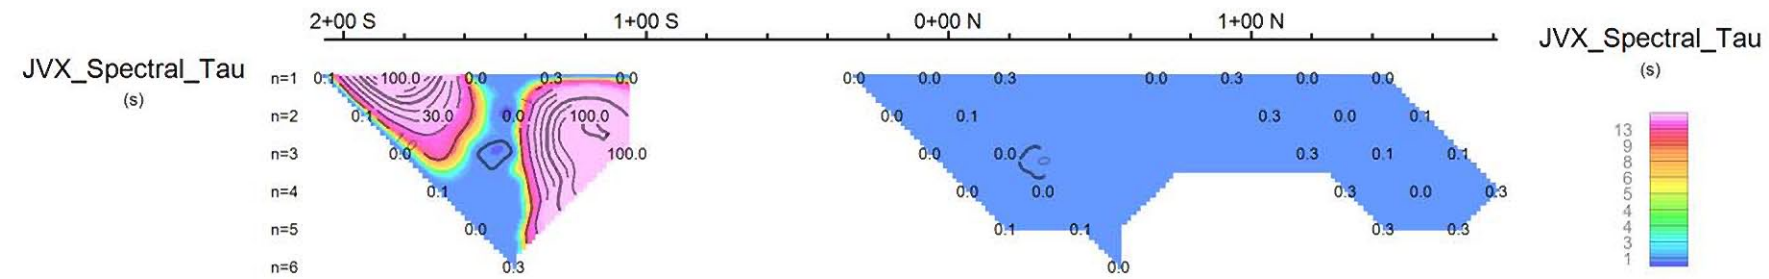 2+00 S 1+00 S 0+00 N 1+00 N
JVX_Spectral_Tau JVX_Spectral_Tau
(s) (s)
n=1 0.1 100.0 0.0 0.3 0.0 0.0 0.0 0.3 0.0 0.3 0.0 0.0
n=2 0.1 30.0 0.0 100.0 0.0 0.1 0.3 0.0 0.1
n=3 0.0 100.0 0.0 0.0 0.3 0.1 0.1
n=4 0.1 0.0 0.0 0.3 0.0 0.3
n=5 0.0 0.1 0.1 0.3 0.3
n=6 0.3 0.0
13
9
8
6
5
4
4
3
1